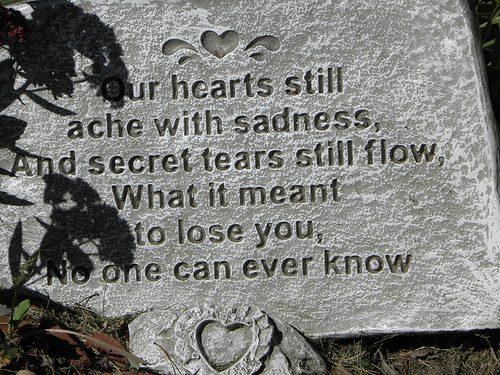 Our hearts still
ache with sadness,
And secret tears still flow,
What it meant
to lose you,
No one can ever know